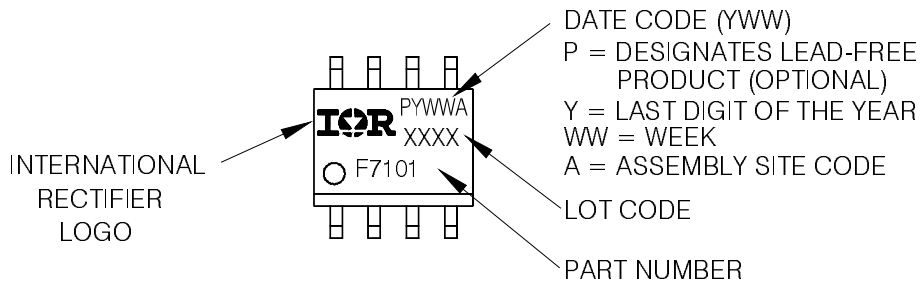 DATE CODE (YWW)
P = DESIGNATES LEAD-FREE
PRODUCT (OPTIONAL)
Y = LAST DIGIT OF THE YEAR
WW = WEEK
A = ASSEMBLY SITE CODE
PYWWA
IOR
XXXX
F7101
INTERNATIONAL
RECTIFIER
LOGO
LOT CODE
PART NUMBER